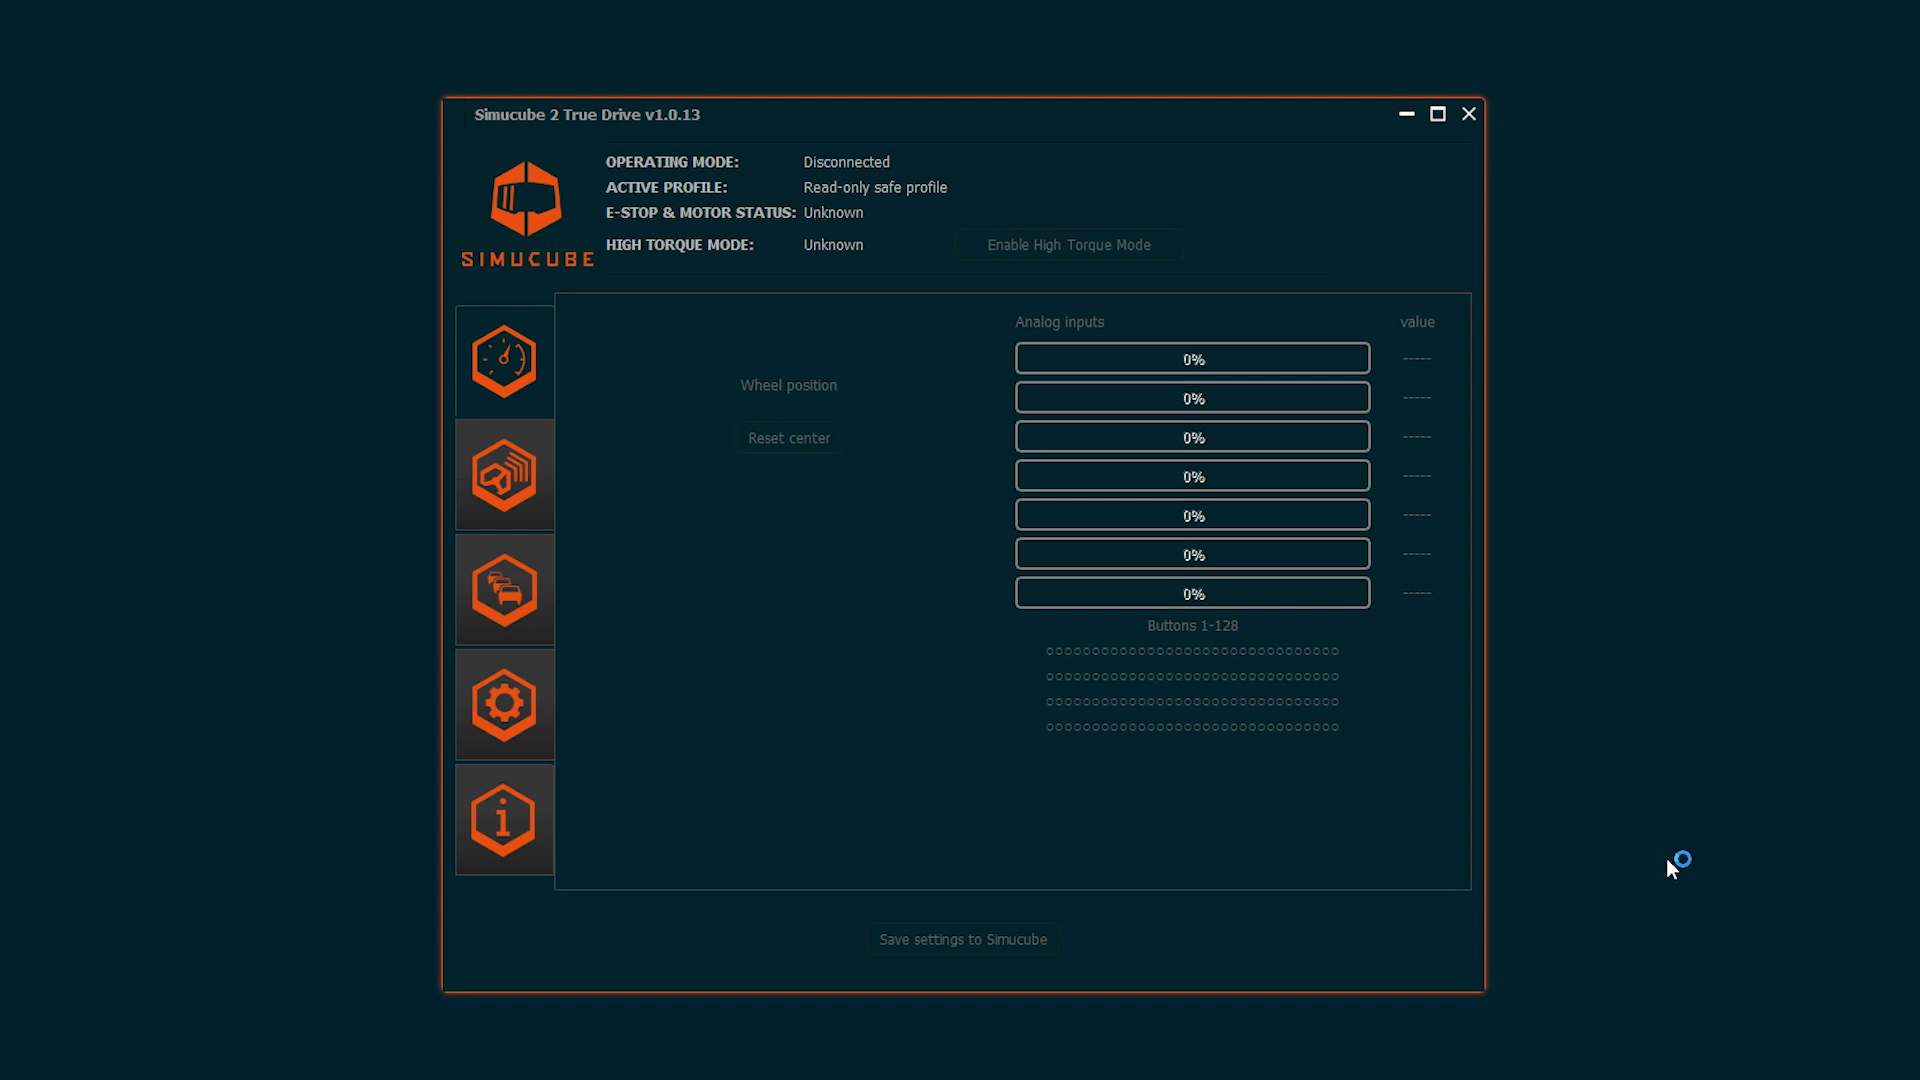 Simucube 2 True Drive v1.0.13
OPERATING MODE: Disconnected
ACTIVE PROFILE: Read-only safe profile
E-STOP & MOTOR STATUS: Unknown
HIGH TORQUE MODE: Unknown Enable High Torque Mode
SIMUCUBE
Analog inputs value
0% -----
Wheel position
0% -----
Reset center
0% -----
0% -----
0% -----
0% -----
0% -----
Buttons 1-128
Save settings to Simucube